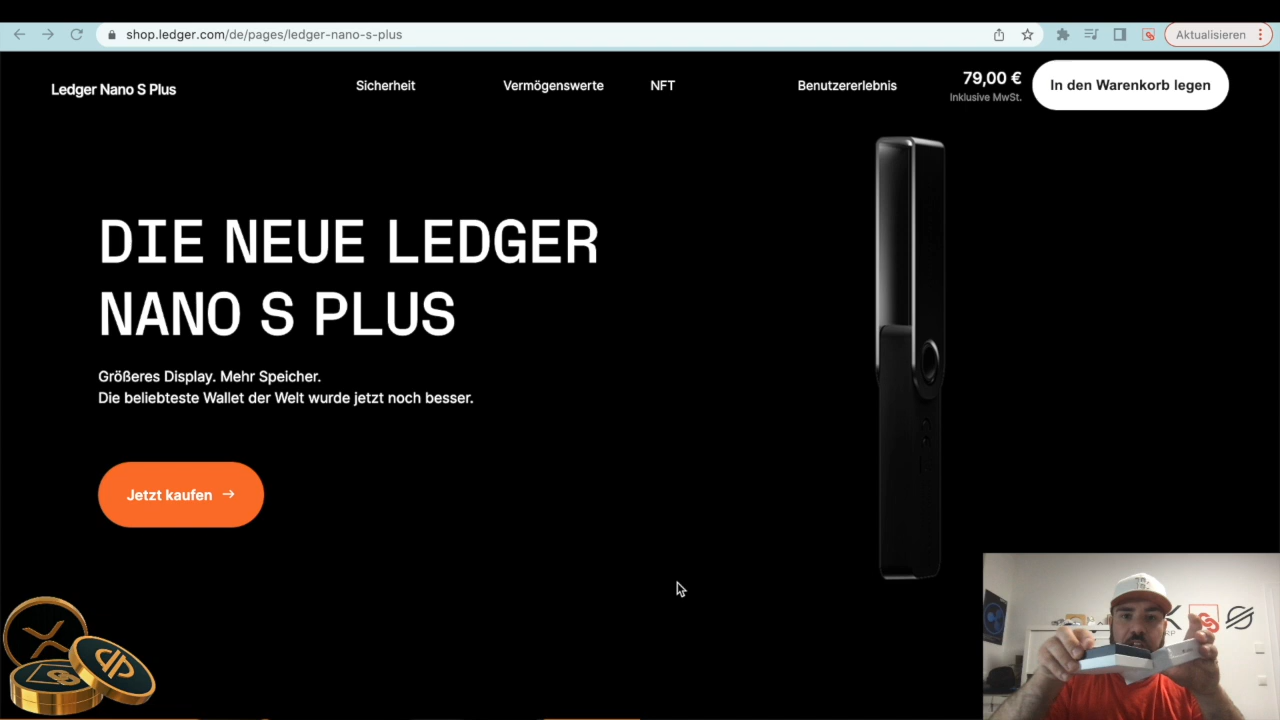 shop.ledger.com/de/pages/ledger-nano-s-plus
Aktualisieren
Ledger Nano S Plus
Sicherheit
Vermögenswerte
NFT
Benutzererlebnis
79,00 €
Inklusive MwSt.
In den Warenkorb legen
DIE NEUE LEDGER
NANO S PLUS
Größeres Display. Mehr Speicher.
Die beliebteste Wallet der Welt wurde jetzt noch besser.
Jetzt kaufen →